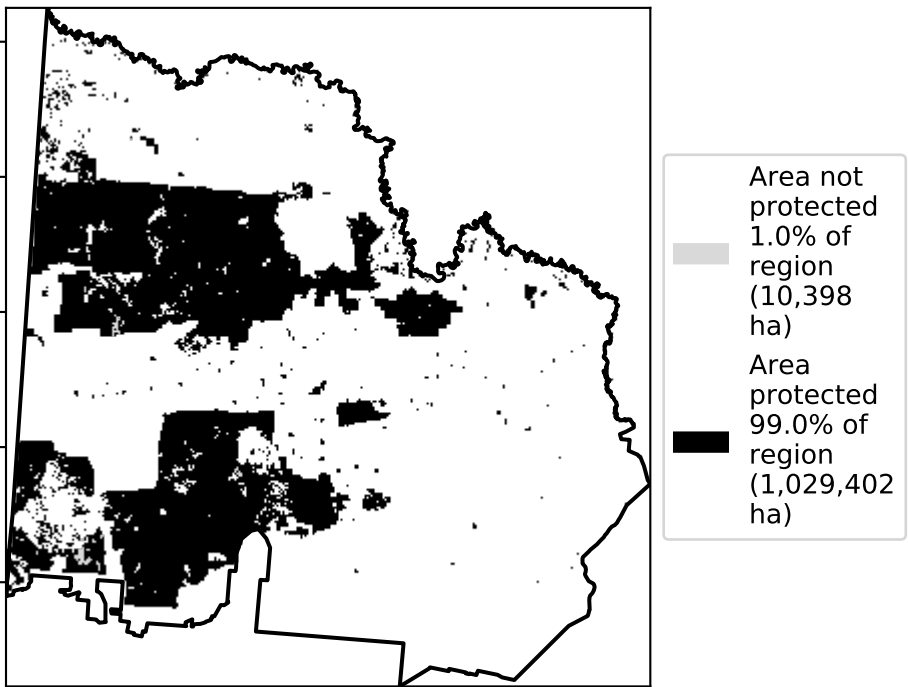 Area not
protected
1.0% of
region
(10,398
ha)
Area
protected
99.0% of
region
(1,029,402
ha)